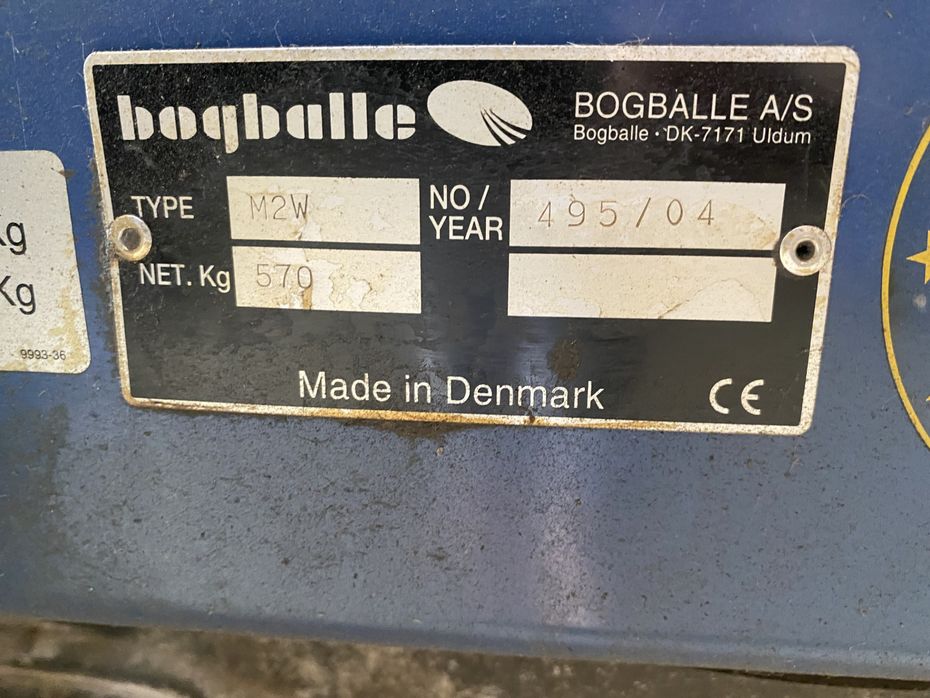 bogballe
BOGBALLE A/S
Bogballe · DK-7171 Uldum
TYPE M2W
NO / YEAR 495/04
NET. Kg 570
Made in Denmark CE
Kg
Kg
9993-36